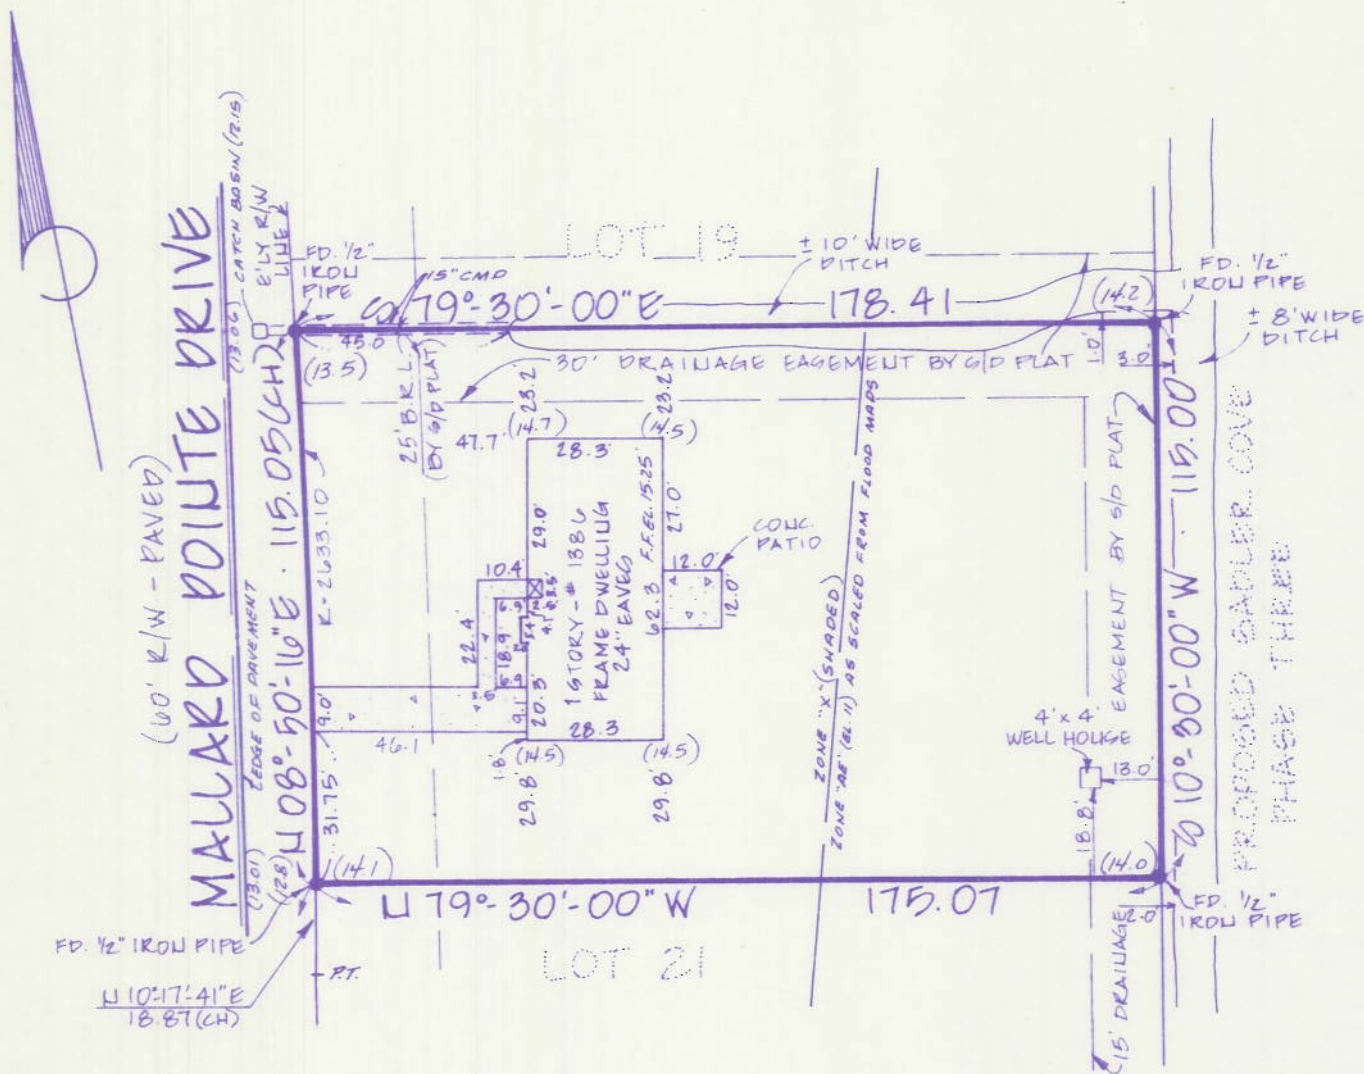 LOT 19
± 10' WIDE
DITCH
FD. 1/2"
IRON
PIPE
15" CMP
S 79°-30'-00" E 178.41
(14.2)
FD. 1/2"
IRON PIPE
± 8' WIDE
DITCH
CATCH BASIN (12.15)
(13.06)
E'LY R/W
LINE
45.0'
(13.5)
30' DRAINAGE EASEMENT BY S/D PLAT
1.0'
3.0'
25' B.R.L.
(BY S/D PLAT)
47.7'
(14.7)
23.2'
(14.5)
23.2'
28.3'
MALLARD POINTE DRIVE
(60' R/W - PAVED)
EDGE OF PAVEMENT
N 08°-50'-16" E 115.05 (CH)
R-2633.10
29.0'
1 STORY - # 1386
FRAME DWELLING
24" EAVES
F.F.EL. 15.25'
27.0'
62.3
CONC.
PATIO
12.0'
12.0'
10.4'
22.4'
18.9'
4.1'
9.1'
20.3'
28.3
9.0'
46.1
1.8'
(14.5)
(14.5)
29.8'
29.8'
31.75'
ZONE "X" (SHADED)
ZONE "AE" (EL 11) AS SCALED FROM FLOOD MAPS
EASEMENT BY S/D PLAT
S 10°-30'-00" W 115.00
PROPOSED SADLER COVE
PHASE THREE
4' x 4'
WELL HOUSE
13.0'
18.8'
(13.01)
(12.8)
(14.1)
(14.0)
N 79°-30'-00" W 175.07
2.0'
FD. 1/2"
IRON PIPE
FD. 1/2" IRON PIPE
LOT 21
P.T.
N 10°-17'-41" E
18.87 (CH)
15' DRAINAGE